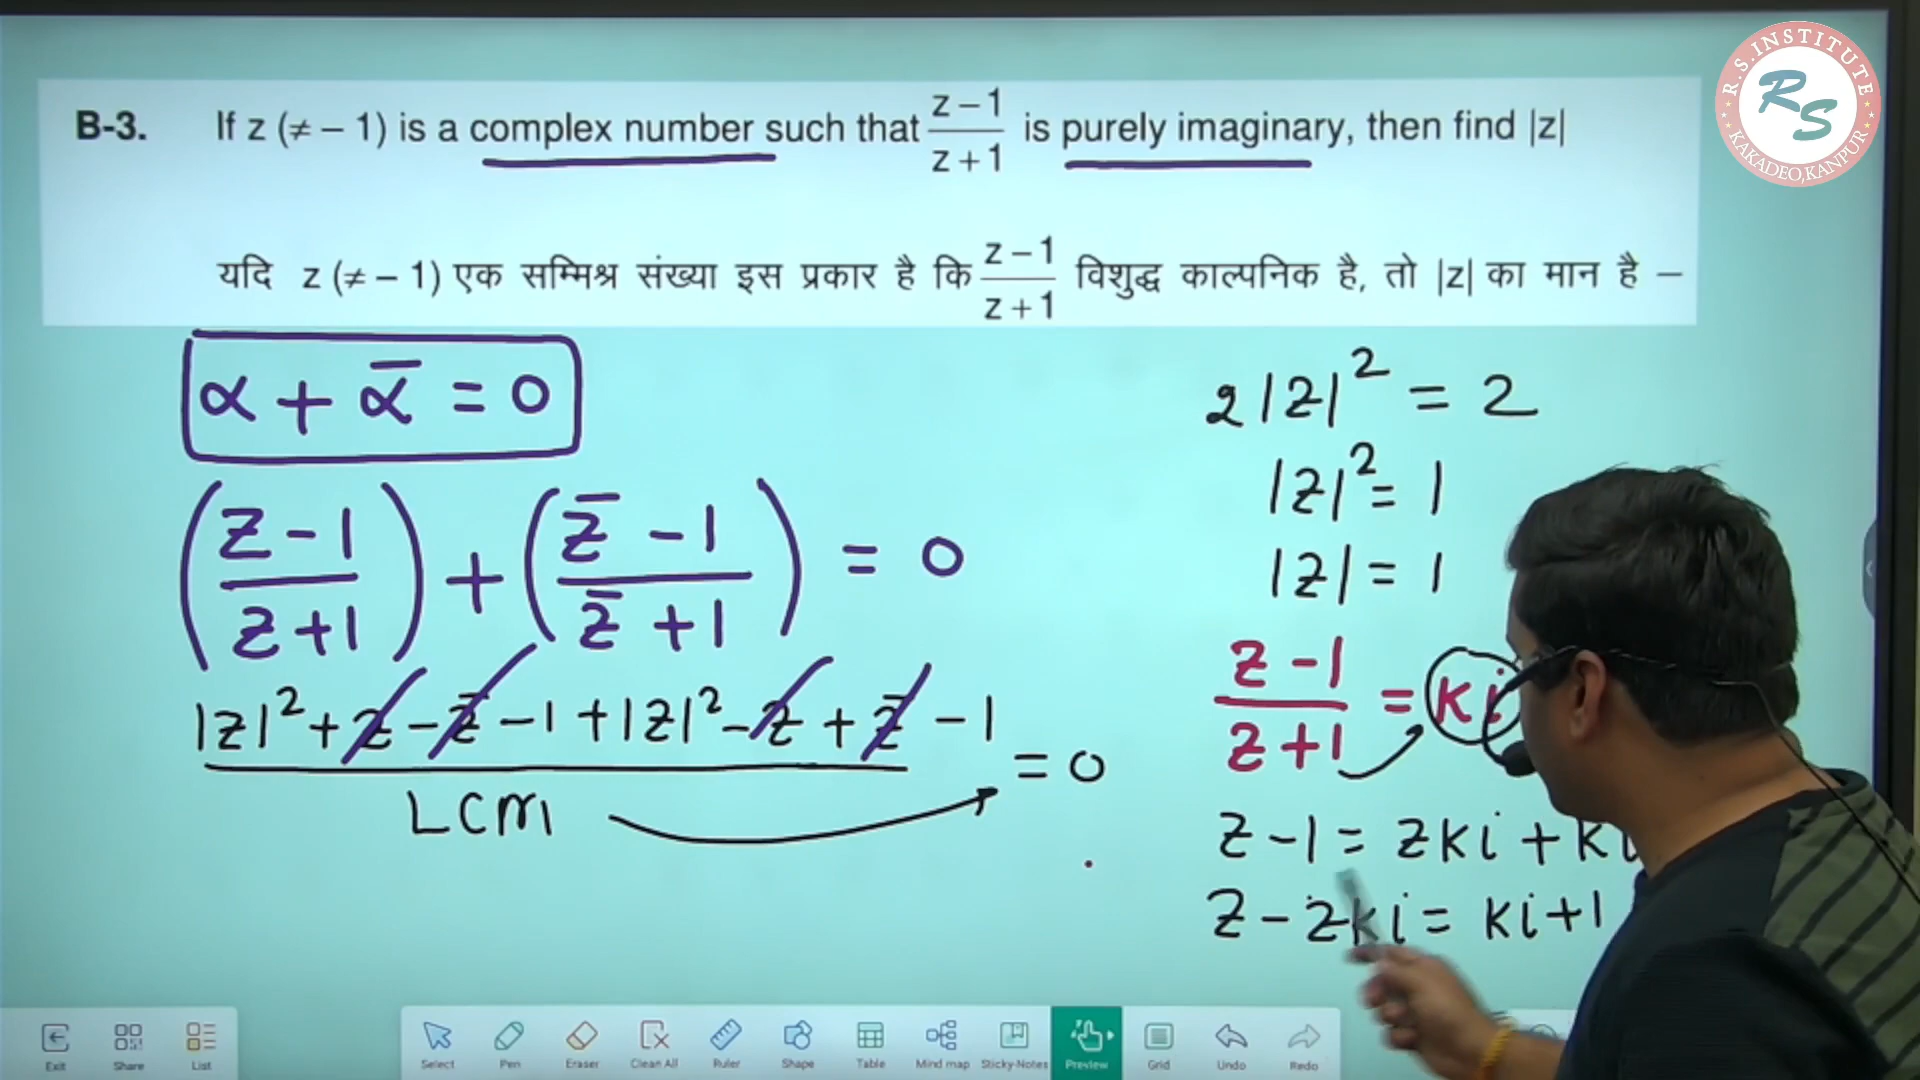 B-3. If z (≠ – 1) is a complex number such that (z – 1)/(z + 1) is purely imaginary, then find |z|
यदि z (≠ – 1) एक सम्मिश्र संख्या इस प्रकार है कि (z – 1)/(z + 1) विशुद्ध काल्पनिक है, तो |z| का मान है –
R.S.INSTITUTE
RS
KAKADEO,KANPUR
α + ᾱ = 0
((z - 1)/(z + 1)) + ((z̄ - 1)/(z̄ + 1)) = 0
|z|² + z - z̄ - 1 + |z|² - z + z̄ - 1 = 0
LCM
2|z|² = 2
|z|² = 1
|z| = 1
(z - 1)/(z + 1) = ki
z - 1 = zki + ki
z - zki = ki + 1
Exit
Share
List
Select
Pen
Eraser
Clean All
Ruler
Shape
Table
Mind map
Sticky-Notes
Preview
Grid
Undo
Redo